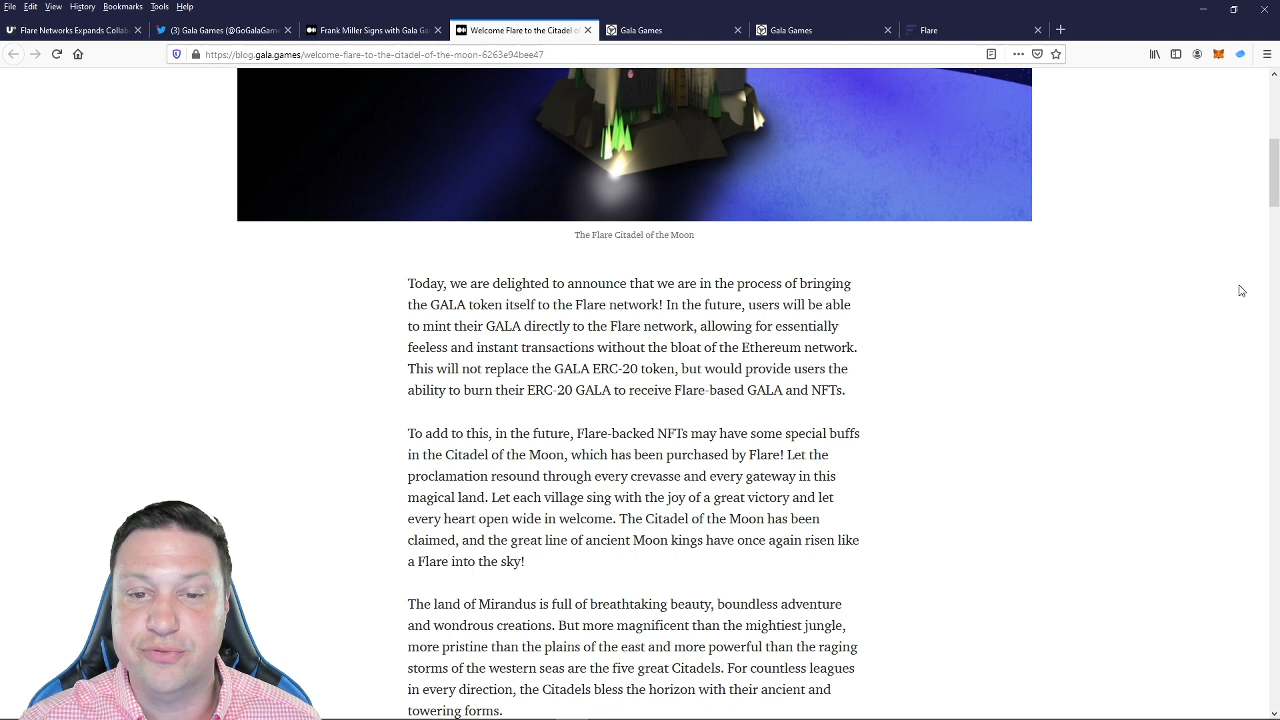 File Edit View History Bookmarks Tools Help
Flare Networks Expands Collab
(3) Gala Games (@GoGalaGam
Frank Miller Signs with Gala Ga
Welcome Flare to the Citadel of
Gala Games
Gala Games
Flare
https://blog.gala.games/welcome-flare-to-the-citadel-of-the-moon-6263e94bee47
The Flare Citadel of the Moon
Today, we are delighted to announce that we are in the process of bringing
the GALA token itself to the Flare network! In the future, users will be able
to mint their GALA directly to the Flare network, allowing for essentially
feeless and instant transactions without the bloat of the Ethereum network.
This will not replace the GALA ERC-20 token, but would provide users the
ability to burn their ERC-20 GALA to receive Flare-based GALA and NFTs.
To add to this, in the future, Flare-backed NFTs may have some special buffs
in the Citadel of the Moon, which has been purchased by Flare! Let the
proclamation resound through every crevasse and every gateway in this
magical land. Let each village sing with the joy of a great victory and let
every heart open wide in welcome. The Citadel of the Moon has been
claimed, and the great line of ancient Moon kings have once again risen like
a Flare into the sky!
The land of Mirandus is full of breathtaking beauty, boundless adventure
and wondrous creations. But more magnificent than the mightiest jungle,
more pristine than the plains of the east and more powerful than the raging
storms of the western seas are the five great Citadels. For countless leagues
in every direction, the Citadels bless the horizon with their ancient and
towering forms.